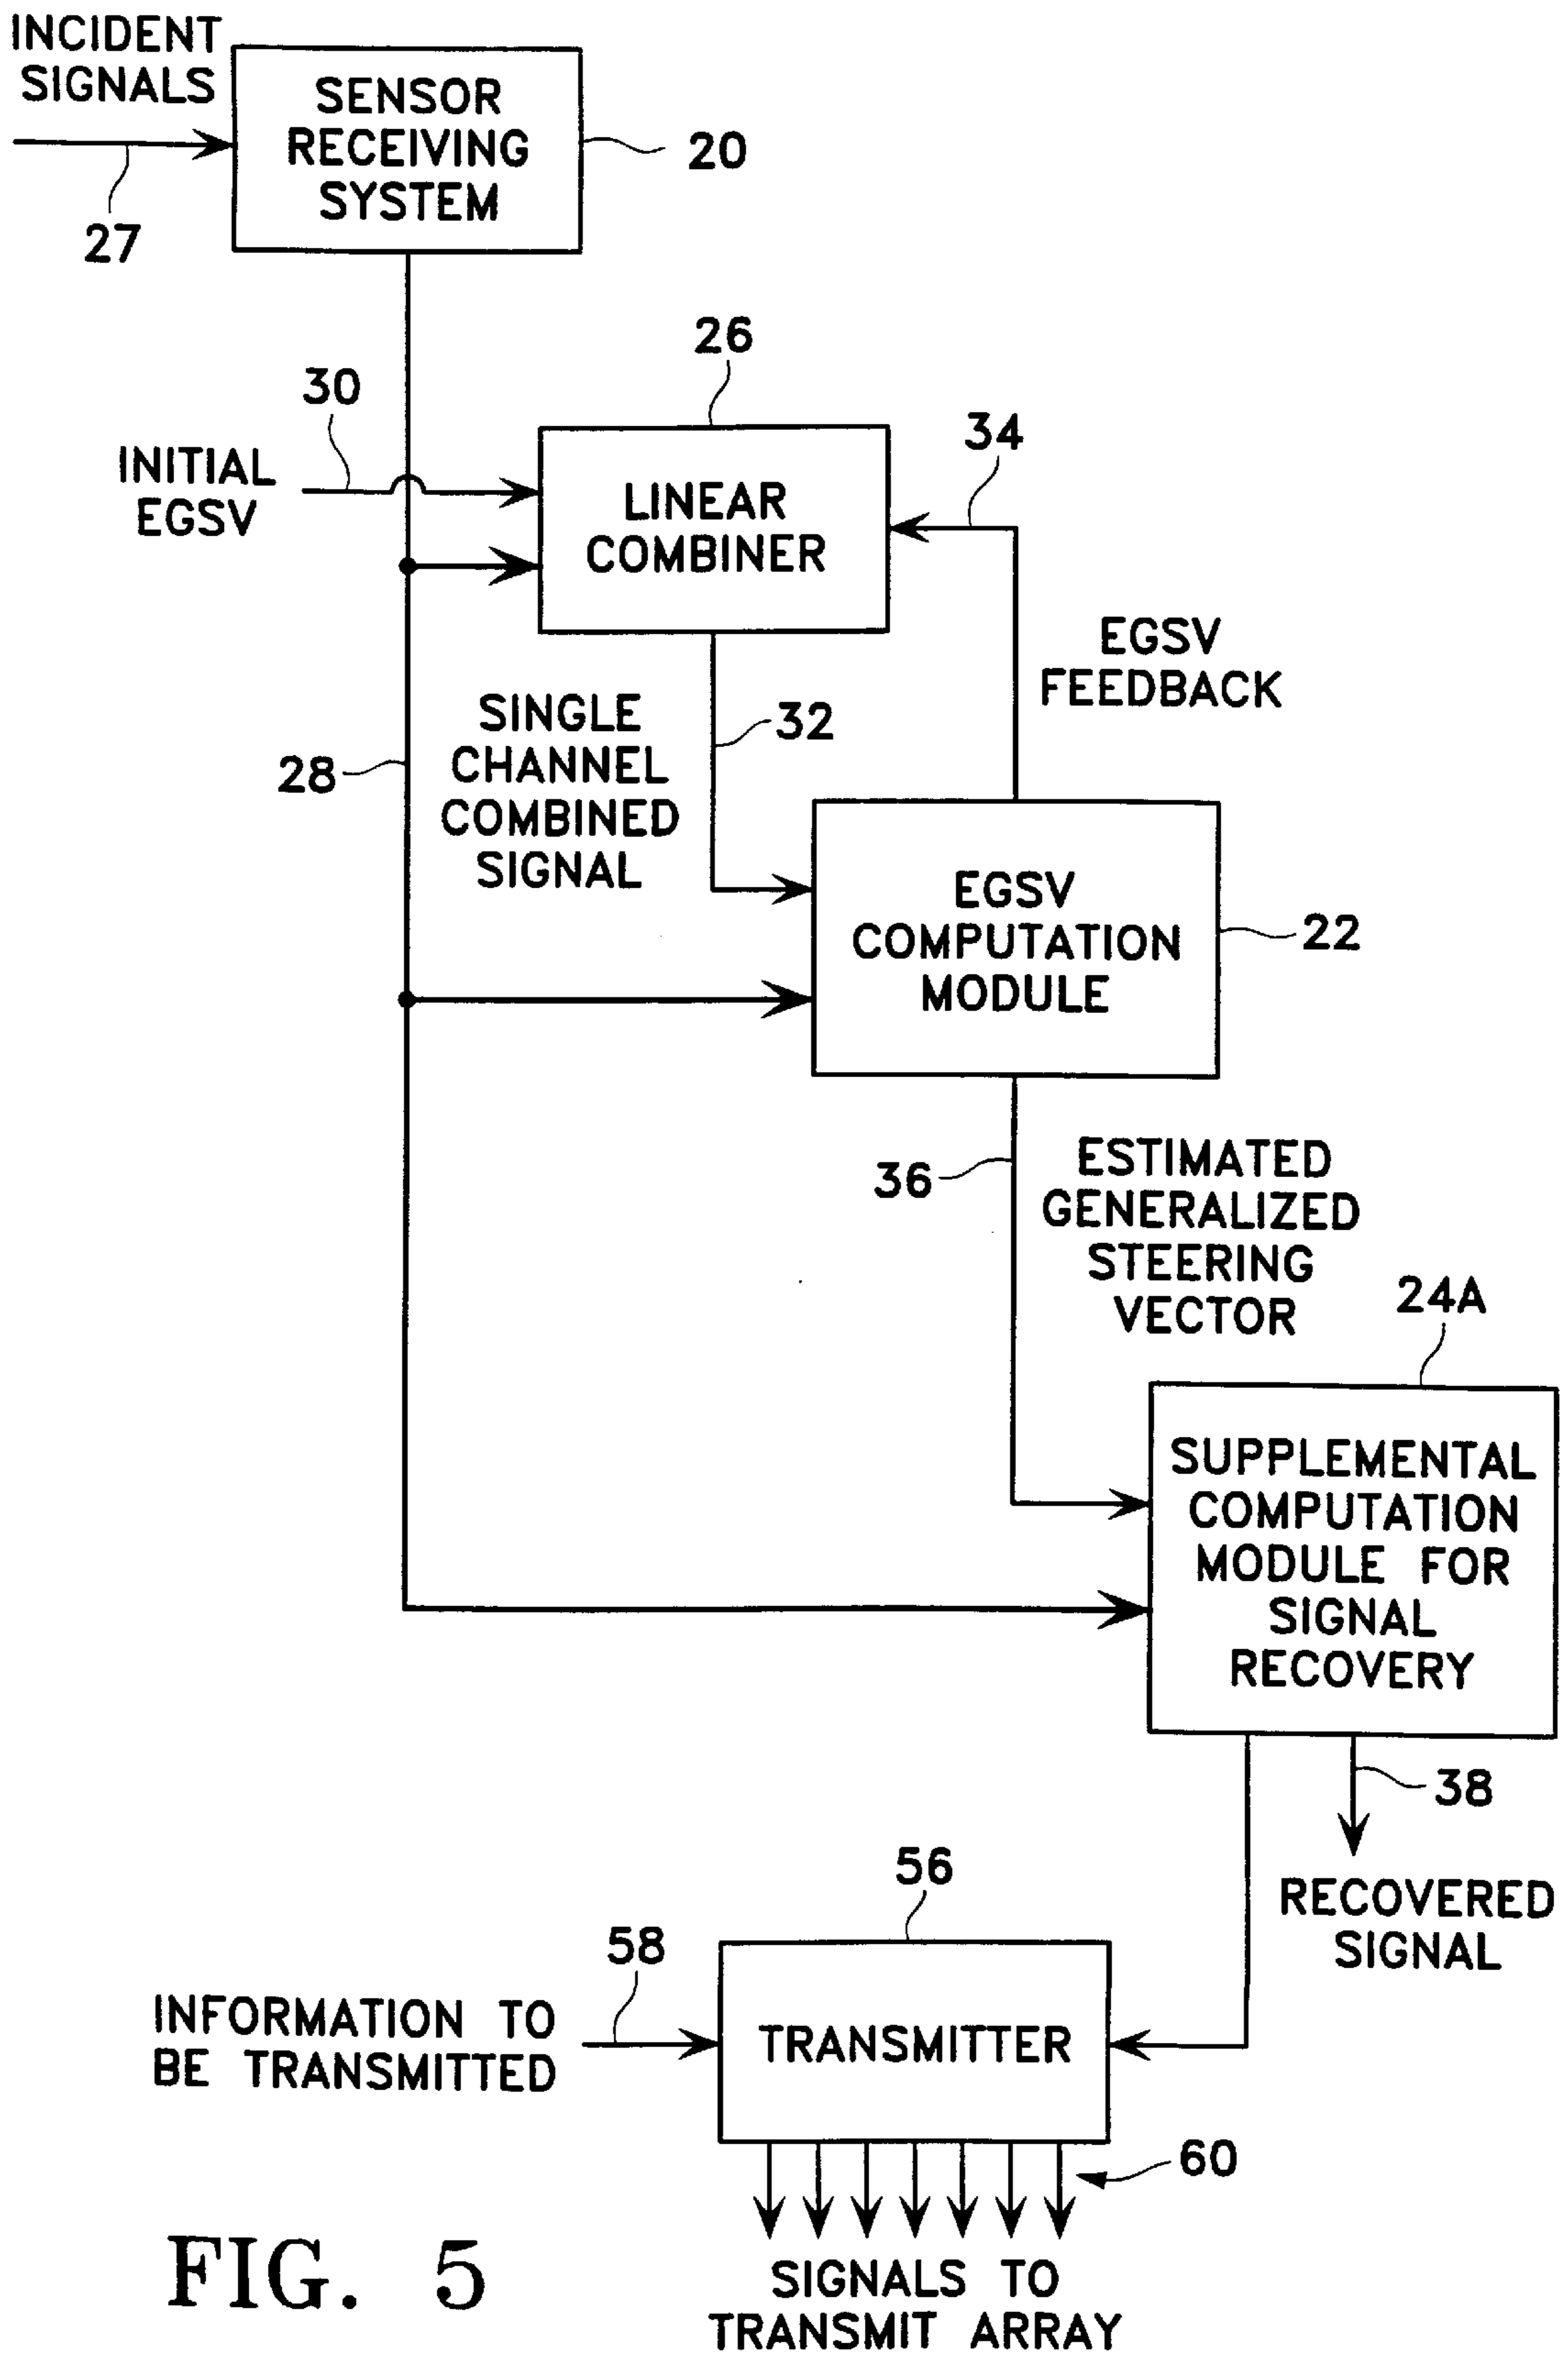 INCIDENT
SIGNALS
27
SENSOR
RECEIVING
SYSTEM
20
26
30
INITIAL
EGSV
LINEAR
COMBINER
34
EGSV
FEEDBACK
SINGLE
CHANNEL
COMBINED
SIGNAL
32
28
EGSV
COMPUTATION
MODULE
22
36
ESTIMATED
GENERALIZED
STEERING
VECTOR
24A
SUPPLEMENTAL
COMPUTATION
MODULE FOR
SIGNAL
RECOVERY
38
RECOVERED
SIGNAL
56
58
INFORMATION TO
BE TRANSMITTED
TRANSMITTER
60
SIGNALS TO
TRANSMIT ARRAY
FIG. 5